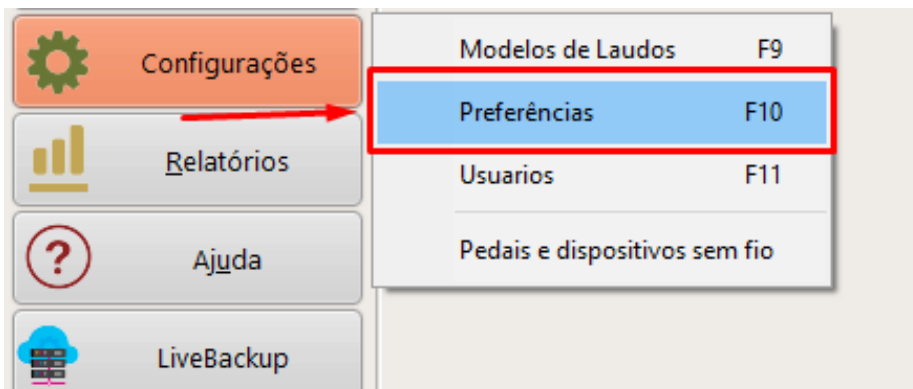 Configurações
Relatórios
Ajuda
LiveBackup
Modelos de Laudos F9
Preferências F10
Usuarios F11
Pedais e dispositivos sem fio